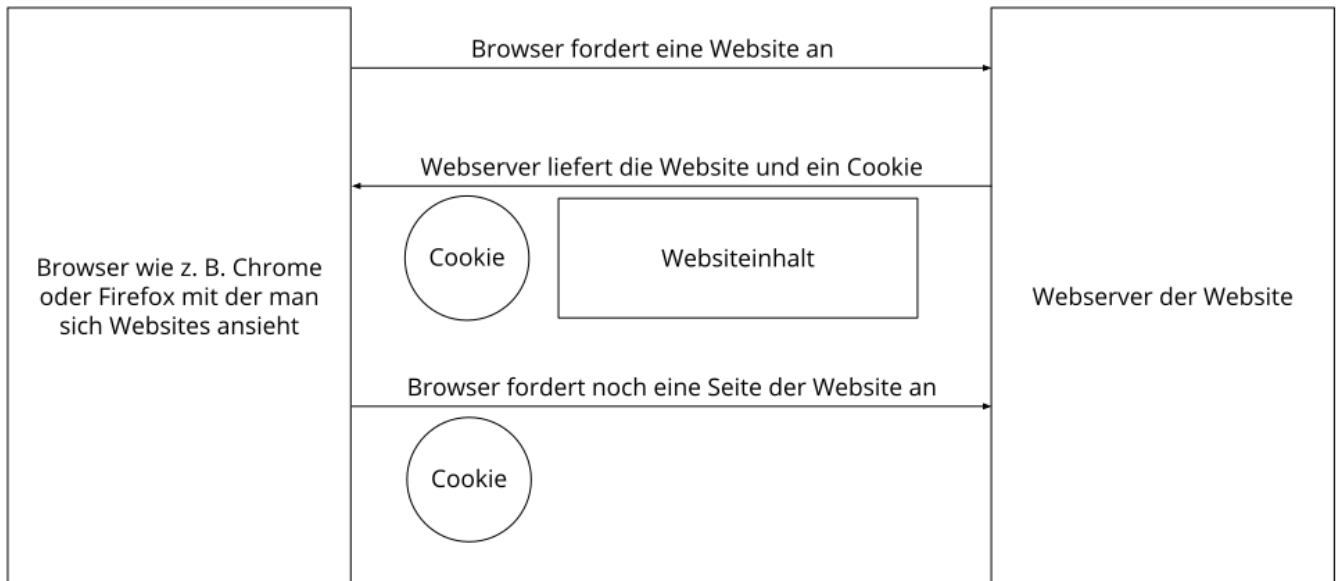 Browser fordert eine Website an
Webserver liefert die Website und ein Cookie
Cookie
Websiteinhalt
Browser wie z. B. Chrome
oder Firefox mit der man
sich Websites ansieht
Webserver der Website
Browser fordert noch eine Seite der Website an
Cookie